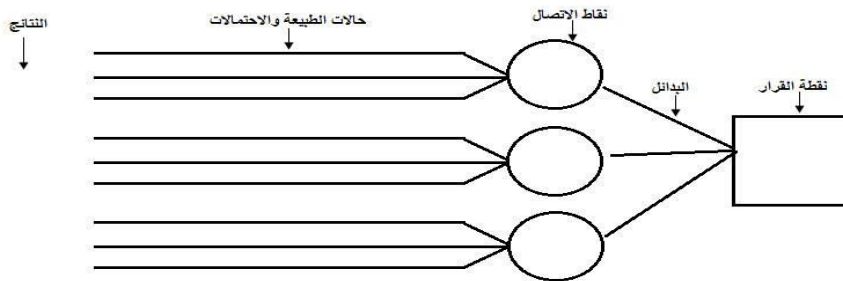 نقطة القرار
البدائل
نقاط الاتصال
حالات الطبيعة والاحتمالات
النتائج